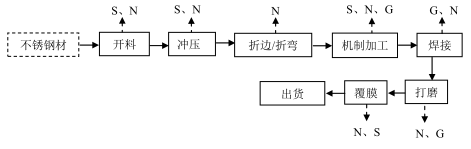 S、N
S、N
N
S、N、G
G、N
不锈钢材
开料
冲压
折边/折弯
机制加工
焊接
出货
覆膜
打磨
N、S
N、G